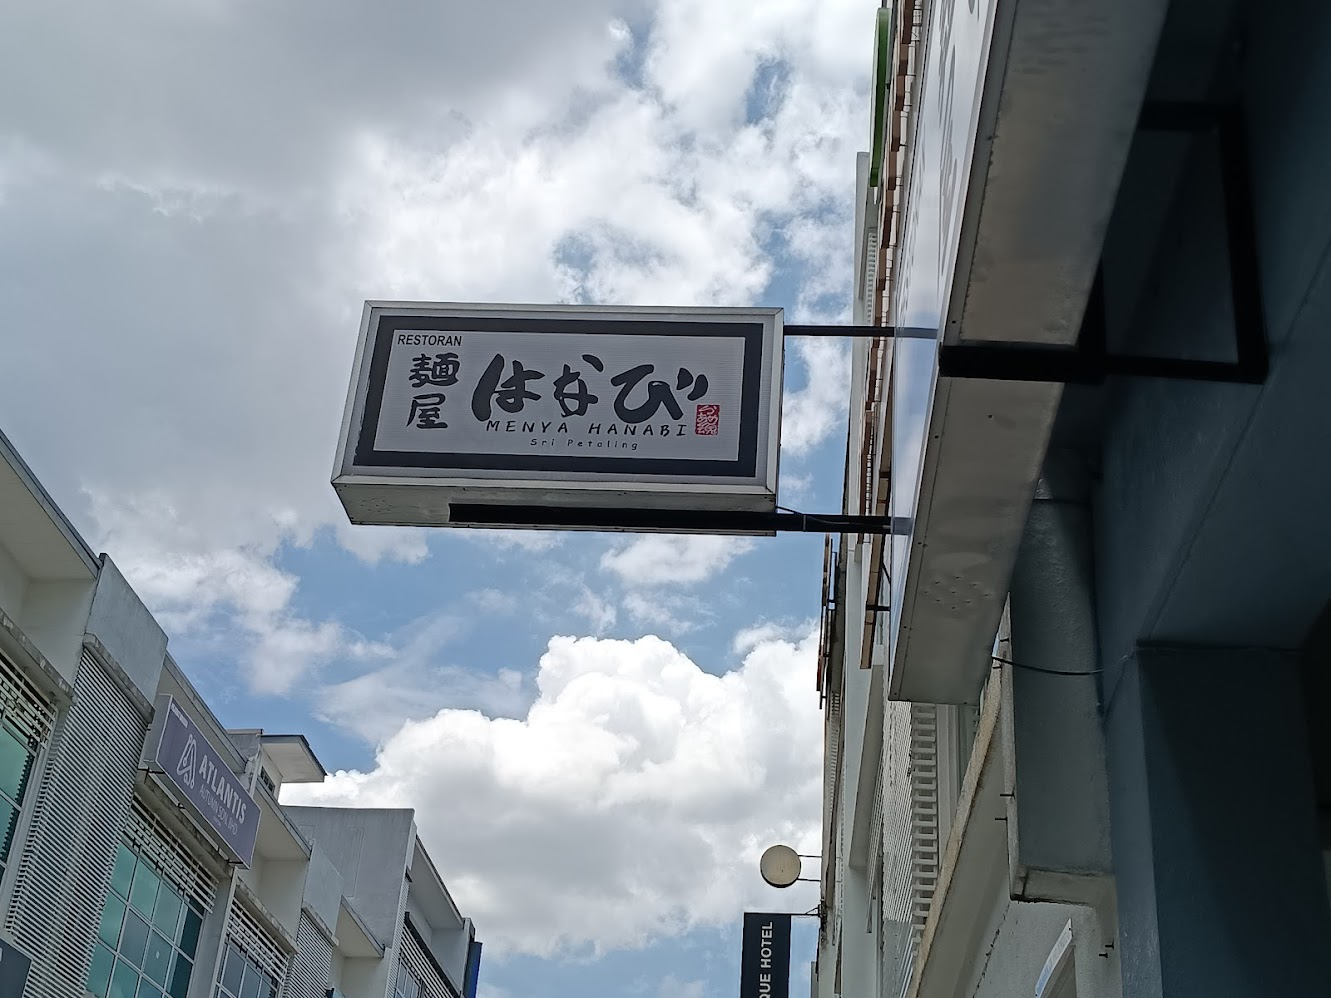 RESTORAN
麺屋
はなび
MENYA HANABI
Sri Petaling
ATLANTIS
QUE HOTEL